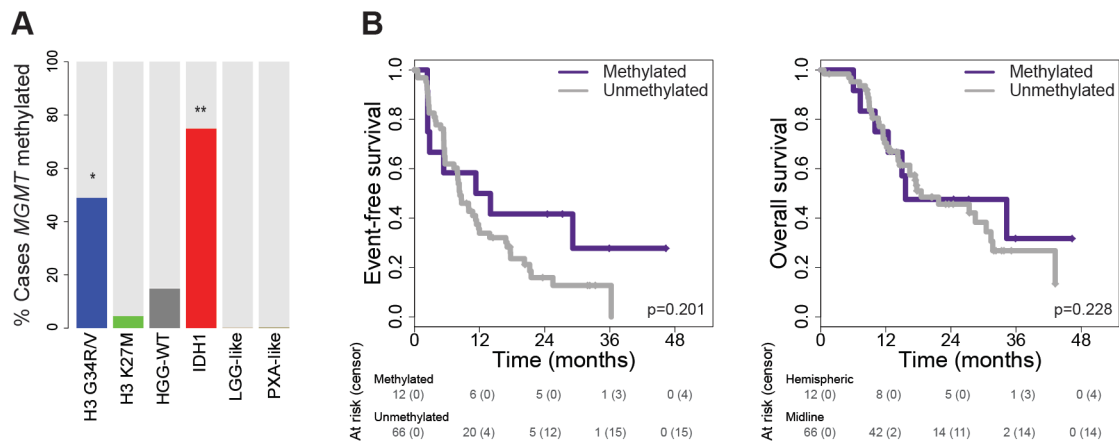 A
% Cases MGMT methylated
100
80
60
40
20
0
*
**
H3 G34R/V
H3 K27M
HGG-WT
IDH1
LGG-like
PXA-like
B
Event-free survival
1.0
0.8
0.6
0.4
0.2
0.0
Methylated
Unmethylated
p=0.201
0 12 24 36 48
Time (months)
At risk (censor)
Methylated
12 (0) 6 (0) 5 (0) 1 (3) 0 (4)
Unmethylated
66 (0) 20 (4) 5 (12) 1 (15) 0 (15)
Overall survival
1.0
0.8
0.6
0.4
0.2
0.0
Methylated
Unmethylated
p=0.228
0 12 24 36 48
Time (months)
At risk (censor)
Hemispheric
12 (0) 8 (0) 5 (0) 1 (3) 0 (4)
Midline
66 (0) 42 (2) 14 (11) 2 (14) 0 (14)